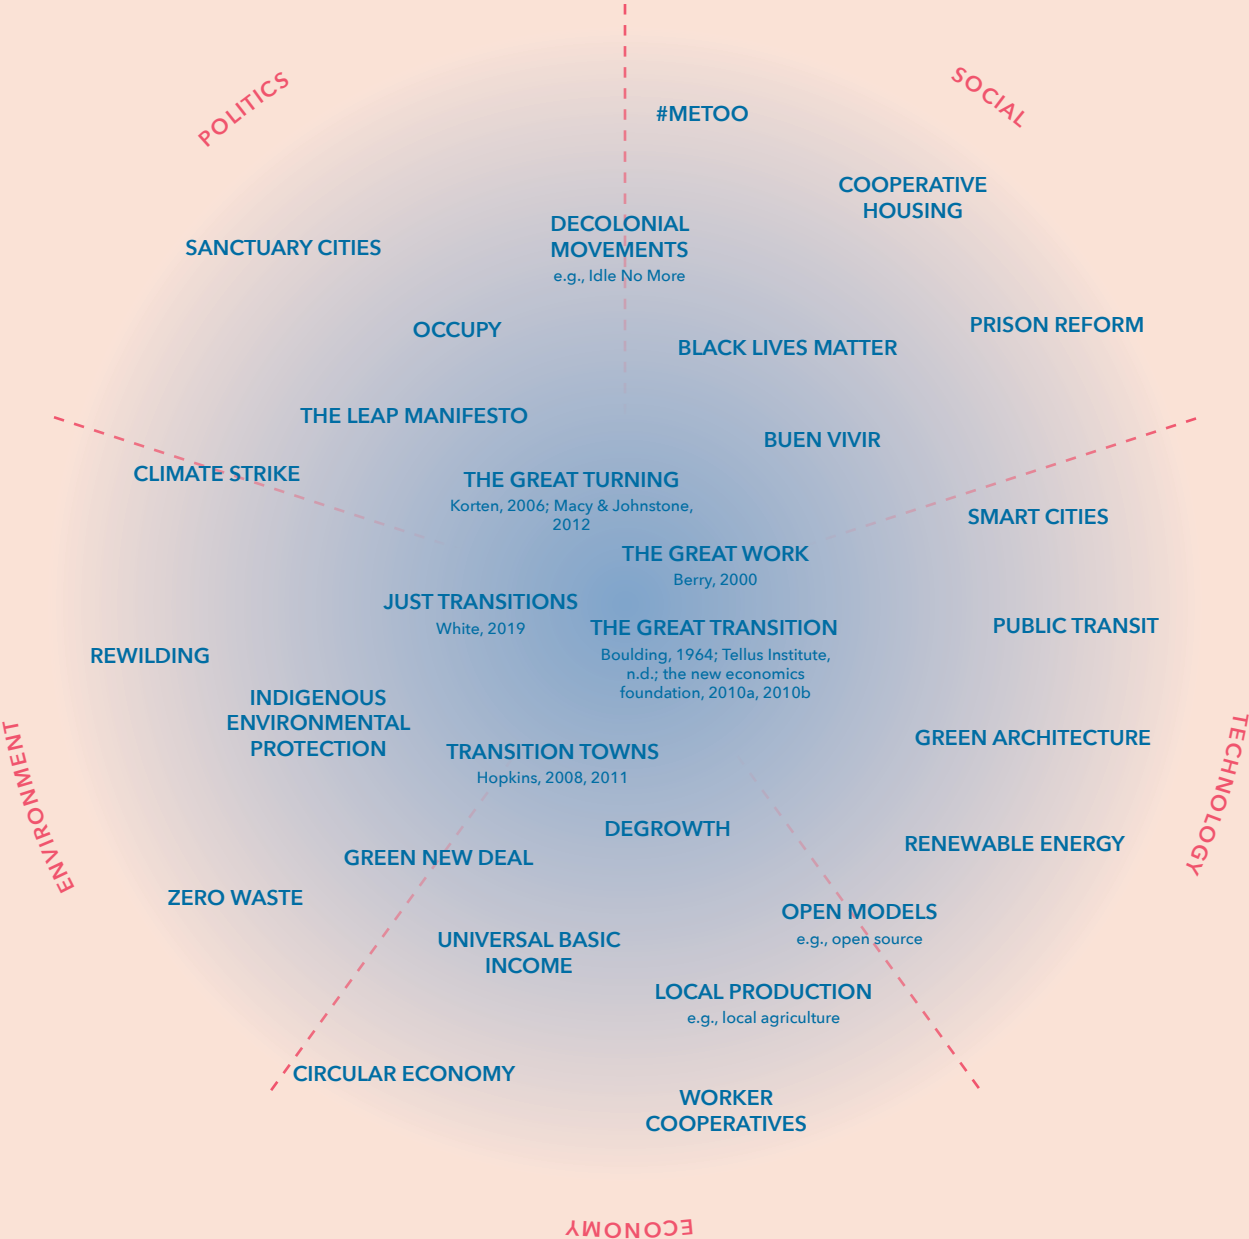 POLITICS
SOCIAL
#METOO
COOPERATIVE
HOUSING
DECOLONIAL
MOVEMENTS
e.g., Idle No More
SANCTUARY CITIES
OCCUPY
PRISON REFORM
BLACK LIVES MATTER
THE LEAP MANIFESTO
BUEN VIVIR
CLIMATE STRIKE
THE GREAT TURNING
Korten, 2006; Macy & Johnstone,
2012
SMART CITIES
THE GREAT WORK
Berry, 2000
JUST TRANSITIONS
White, 2019
THE GREAT TRANSITION
Boulding, 1964; Tellus Institute,
n.d.; the new economics
foundation, 2010a, 2010b
PUBLIC TRANSIT
REWILDING
INDIGENOUS
ENVIRONMENTAL
PROTECTION
ENVIRONMENT
TECHNOLOGY
TRANSITION TOWNS
Hopkins, 2008, 2011
GREEN ARCHITECTURE
DEGROWTH
RENEWABLE ENERGY
GREEN NEW DEAL
ZERO WASTE
OPEN MODELS
e.g., open source
UNIVERSAL BASIC
INCOME
LOCAL PRODUCTION
e.g., local agriculture
CIRCULAR ECONOMY
WORKER
COOPERATIVES
ECONOMY